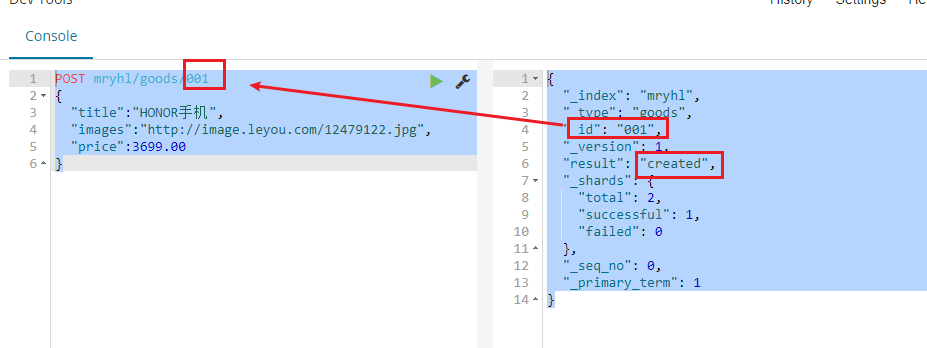 Dev Tools
History Settings
Console
1 POST mryhl/goods/001
2 {
3 "title":"HONOR手机",
4 "images":"http://image.leyou.com/12479122.jpg",
5 "price":3699.00
6 }
1 {
2 "_index": "mryhl",
3 "_type": "goods",
4 "_id": "001",
5 "_version": 1,
6 "result": "created",
7 "_shards": {
8 "total": 2,
9 "successful": 1,
10 "failed": 0
11 },
12 "_seq_no": 0,
13 "_primary_term": 1
14 }